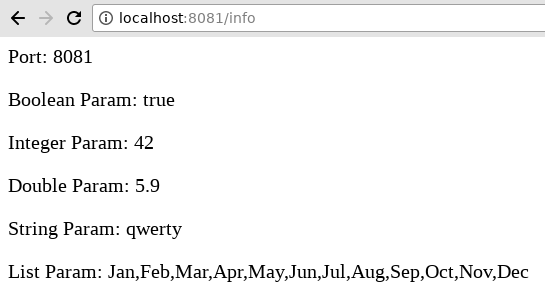 localhost:8081/info
Port: 8081
Boolean Param: true
Integer Param: 42
Double Param: 5.9
String Param: qwerty
List Param: Jan,Feb,Mar,Apr,May,Jun,Jul,Aug,Sep,Oct,Nov,Dec